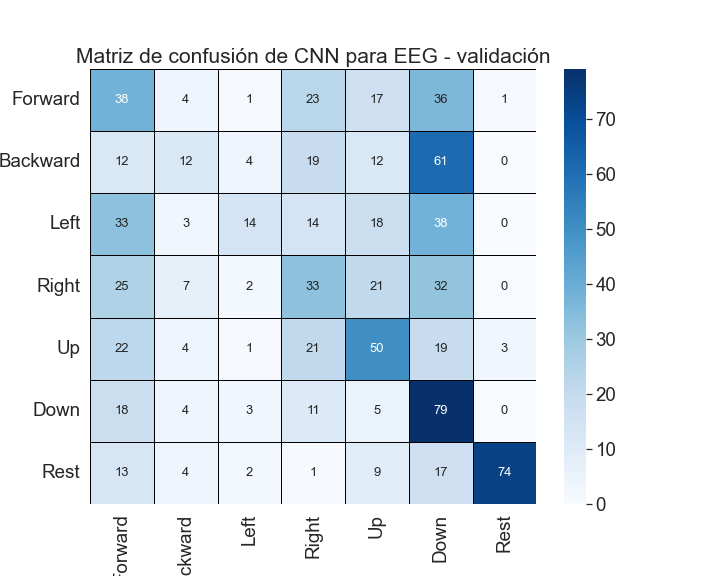 Matriz de confusión de CNN para EEG - validación
Forward 38 4 1 23 17 36 1
Backward 12 12 4 19 12 61 0
Left 33 3 14 14 18 38 0
Right 25 7 2 33 21 32 0
Up 22 4 1 21 50 19 3
Down 18 4 3 11 5 79 0
Rest 13 4 2 1 9 17 74
Forward ckward Left Right Up Down Rest
70
60
50
40
30
20
10
0